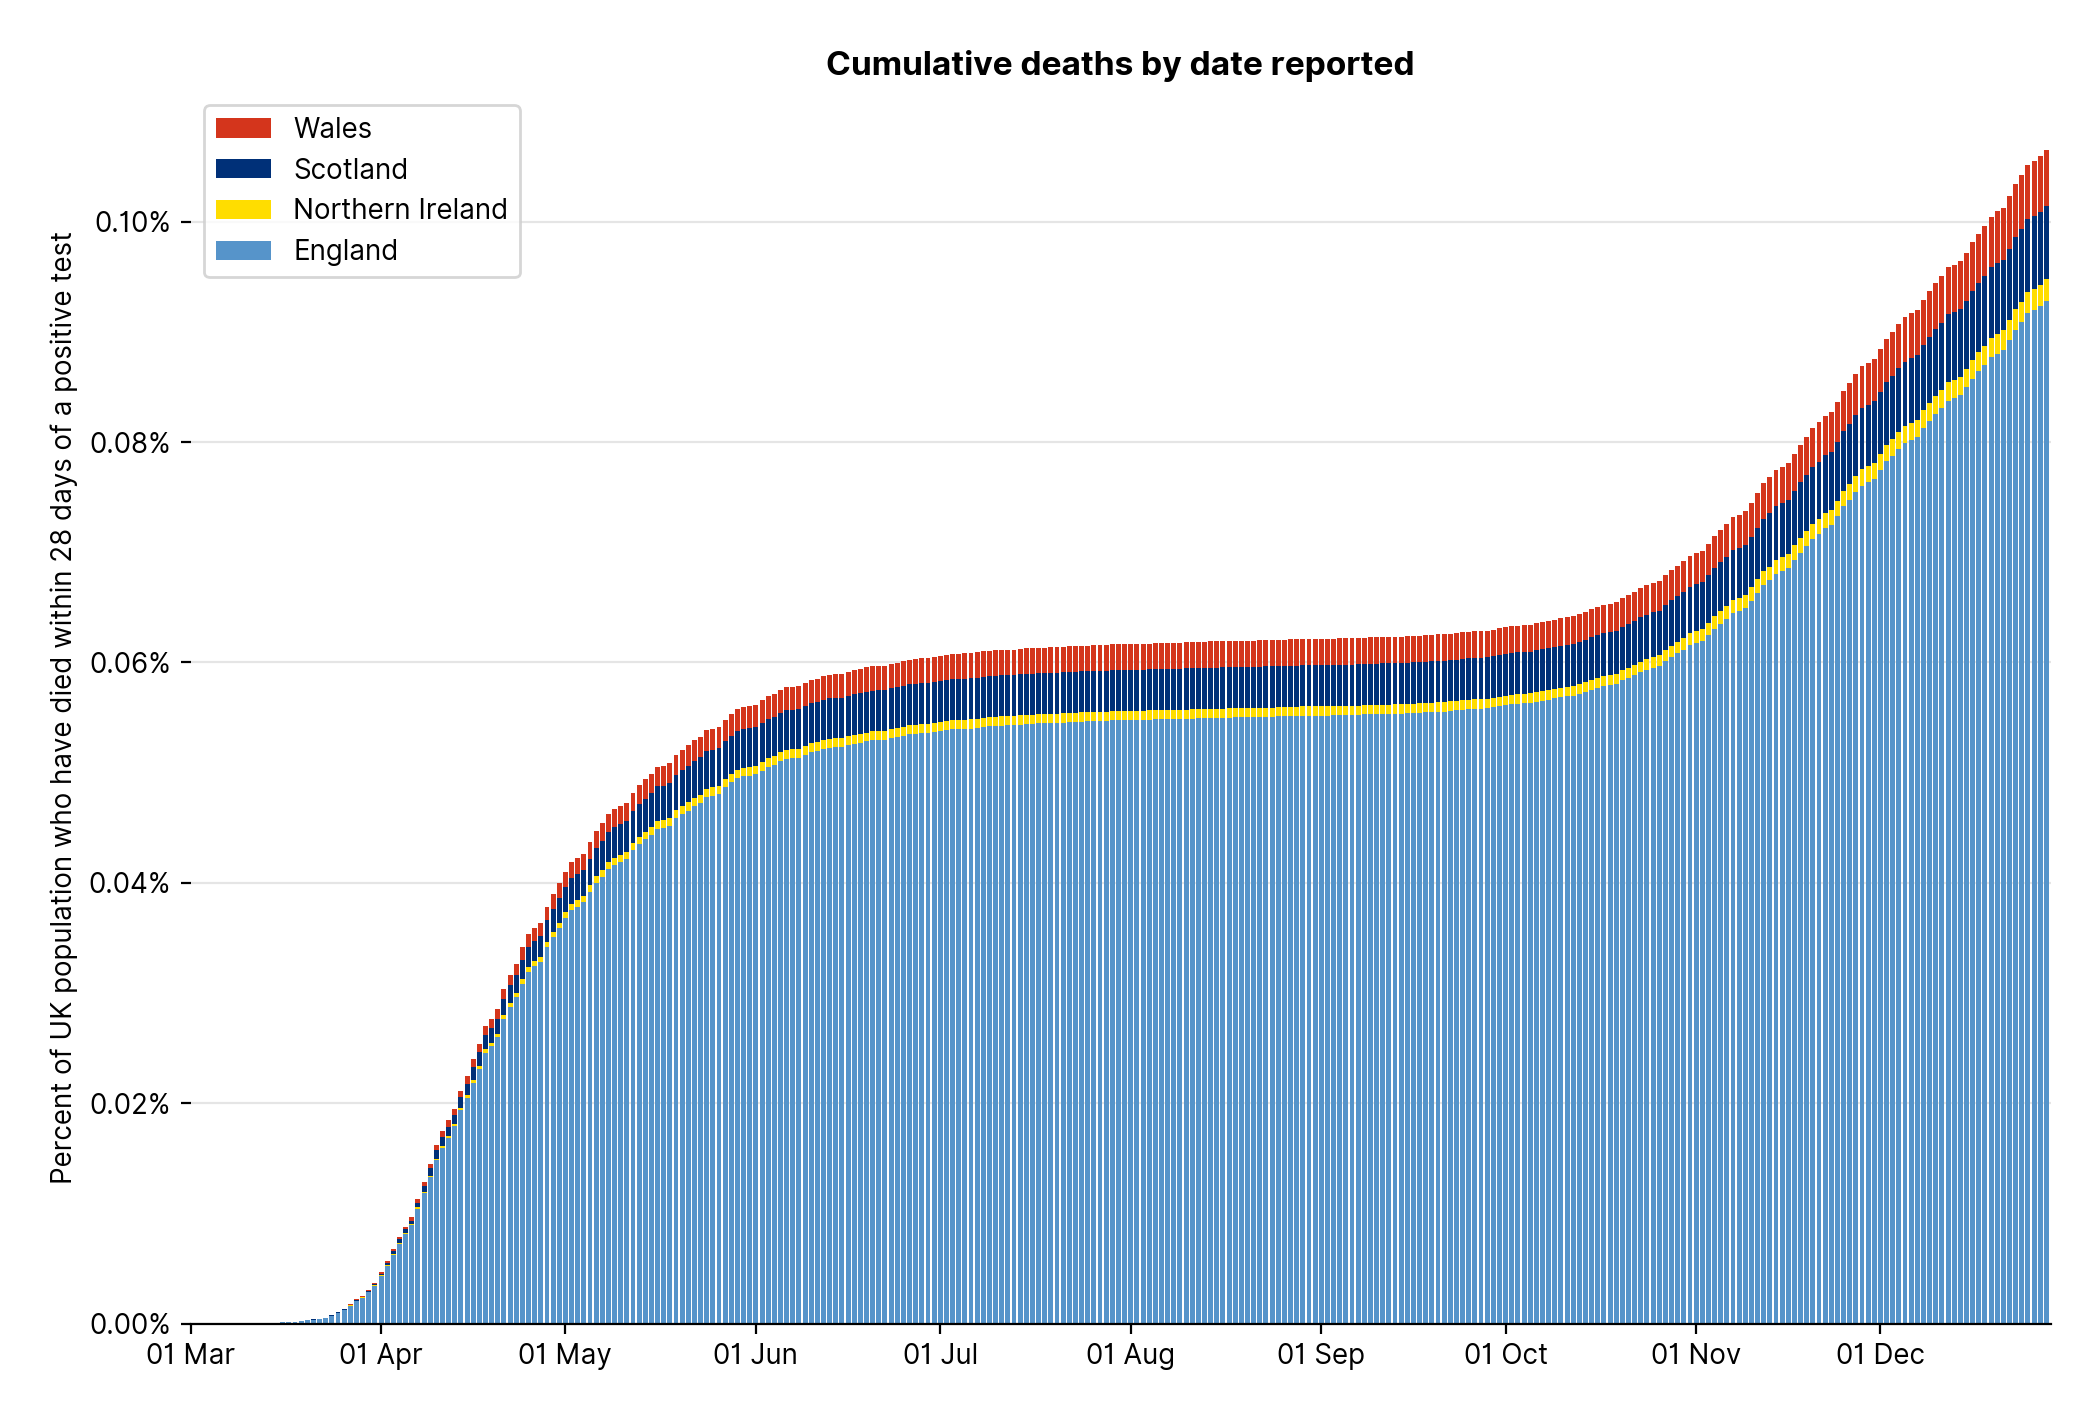 Cumulative deaths by date reported
Wales
Scotland
Northern Ireland
England
Percent of UK population who have died within 28 days of a positive test
0.10%
0.08%
0.06%
0.04%
0.02%
0.00%
01 Mar
01 Apr
01 May
01 Jun
01 Jul
01 Aug
01 Sep
01 Oct
01 Nov
01 Dec